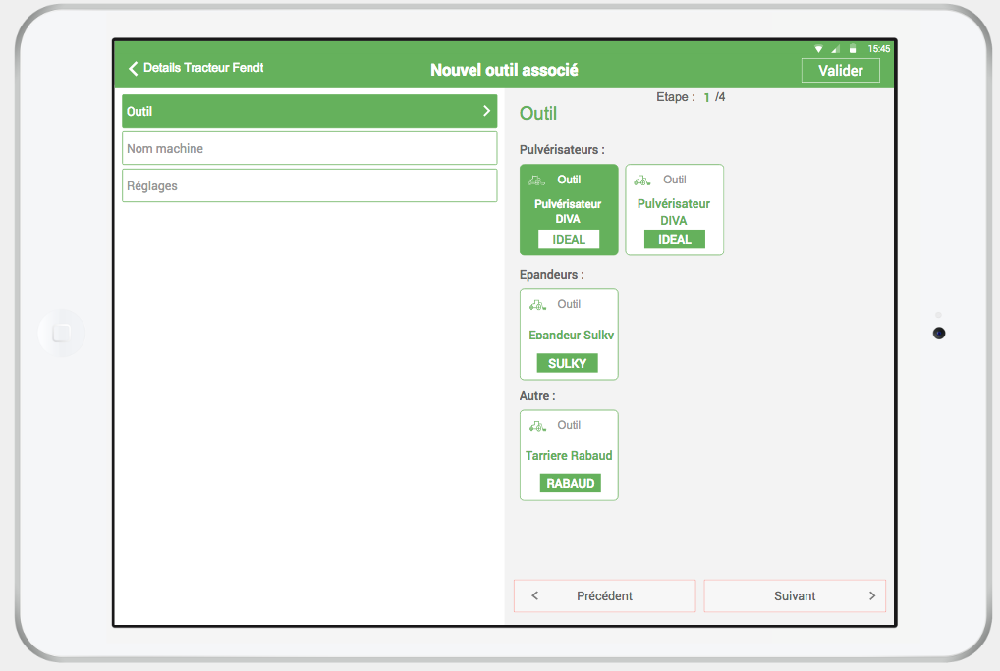 15:45
Details Tracteur Fendt
Nouvel outil associé
Valider
Outil
Nom machine
Réglages
Etape : 1 /4
Outil
Pulvérisateurs :
Outil
Pulvérisateur
DIVA
IDEAL
Outil
Pulvérisateur
DIVA
IDEAL
Epandeurs :
Outil
Epandeur Sulky
SULKY
Autre :
Outil
Tarriere Rabaud
RABAUD
Précédent
Suivant